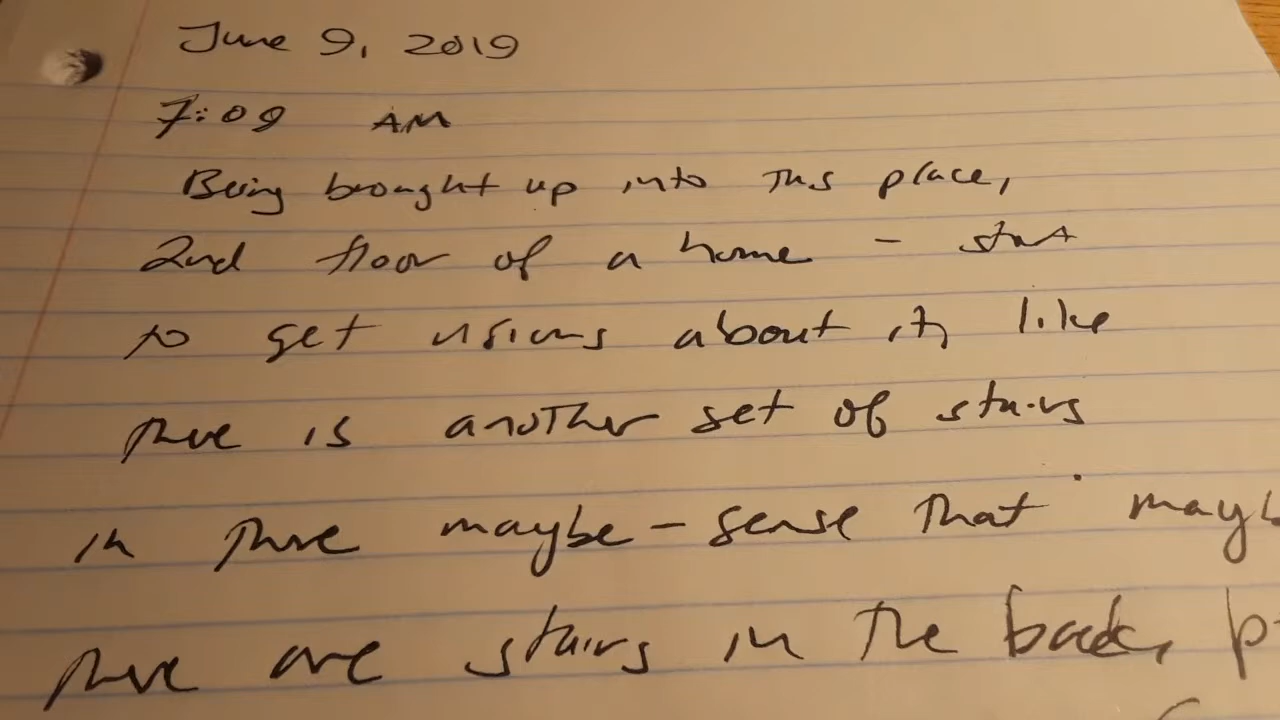 June 9, 2019
7:09 AM
Being brought up into this place,
2nd floor of a home - start
to get visions about it, like
there is another set of stairs
in there maybe - sense that
there are stairs in the back,